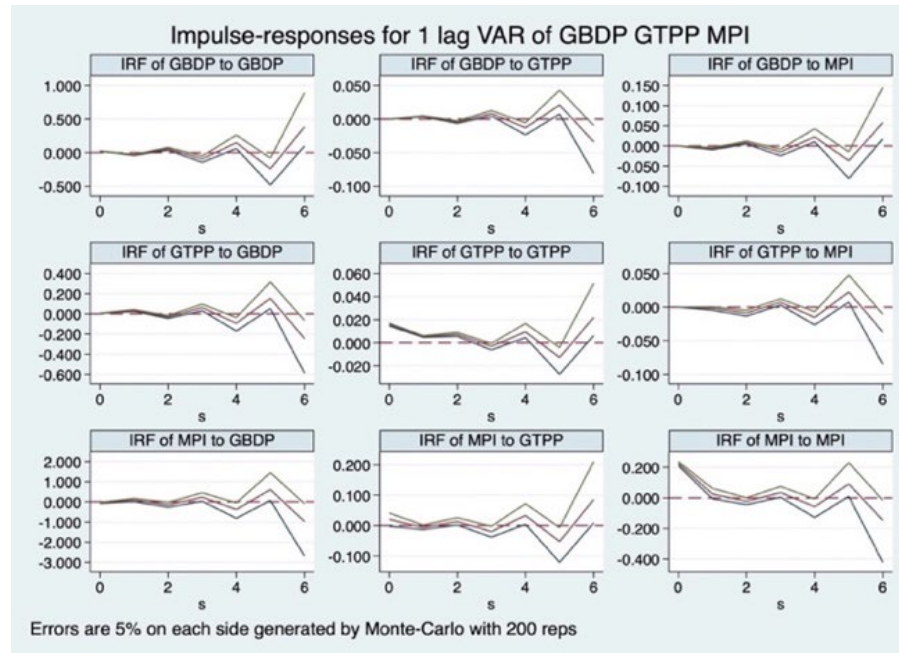 Impulse-responses for 1 lag VAR of GBDP GTPP MPI
IRF of GBDP to GBDP
1.000
0.500
0.000
-0.500
0 2 4 6
s
IRF of GBDP to GTPP
0.050
0.000
-0.050
-0.100
0 2 4 6
s
IRF of GBDP to MPI
0.150
0.100
0.050
0.000
-0.050
-0.100
0 2 4 6
s
IRF of GTPP to GBDP
0.400
0.200
0.000
-0.200
-0.400
-0.600
0 2 4 6
s
IRF of GTPP to GTPP
0.060
0.040
0.020
0.000
-0.020
0 2 4 6
s
IRF of GTPP to MPI
0.050
0.000
-0.050
-0.100
0 2 4 6
s
IRF of MPI to GBDP
2.000
1.000
0.000
-1.000
-2.000
-3.000
0 2 4 6
s
IRF of MPI to GTPP
0.200
0.100
0.000
-0.100
0 2 4 6
s
IRF of MPI to MPI
0.200
0.000
-0.200
-0.400
0 2 4 6
s
Errors are 5% on each side generated by Monte-Carlo with 200 reps